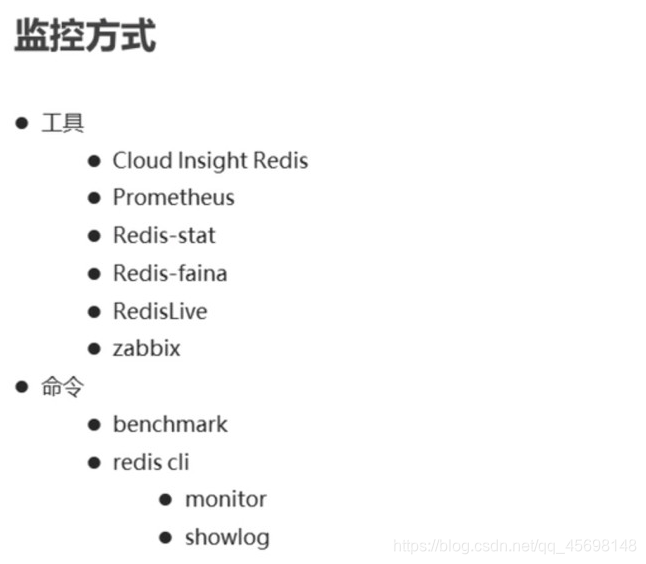 监控方式
工具
Cloud Insight Redis
Prometheus
Redis-stat
Redis-faina
RedisLive
zabbix
命令
benchmark
redis cli
monitor
showlog
https://blog.csdn.net/qq_45698148